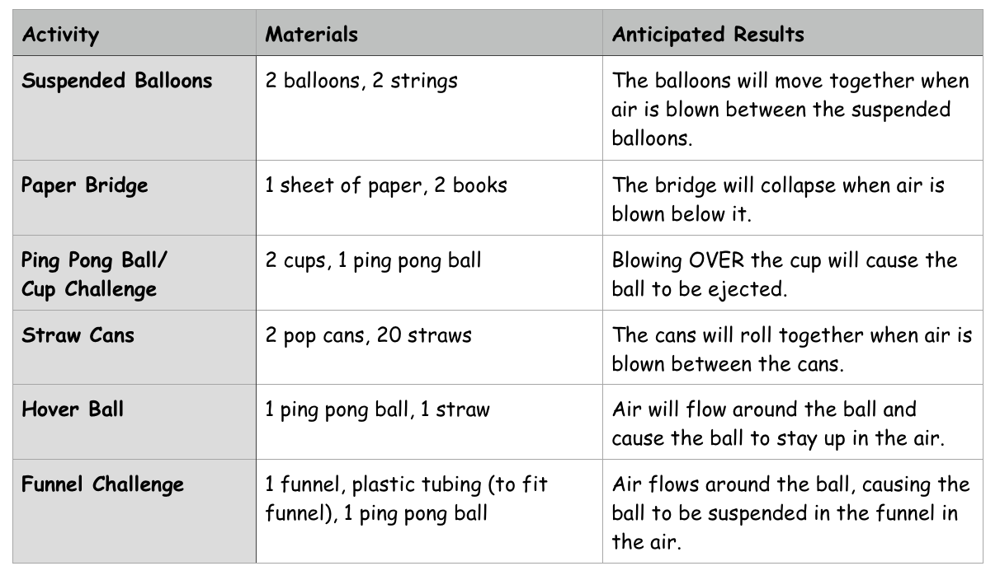 Activity
Materials
Anticipated Results
Suspended Balloons
2 balloons, 2 strings
The balloons will move together when
air is blown between the suspended
balloons.
Paper Bridge
1 sheet of paper, 2 books
The bridge will collapse when air is
blown below it.
Ping Pong Ball/
Cup Challenge
2 cups, 1 ping pong ball
Blowing OVER the cup will cause the
ball to be ejected.
Straw Cans
2 pop cans, 20 straws
The cans will roll together when air is
blown between the cans.
Hover Ball
1 ping pong ball, 1 straw
Air will flow around the ball and
cause the ball to stay up in the air.
Funnel Challenge
1 funnel, plastic tubing (to fit
funnel), 1 ping pong ball
Air flows around the ball, causing the
ball to be suspended in the funnel in
the air.